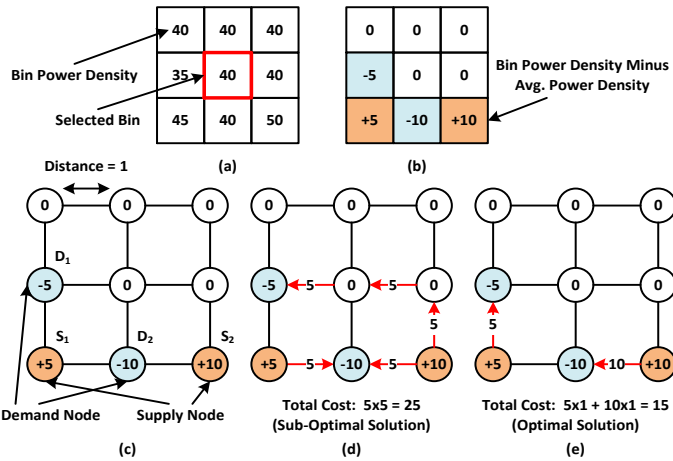 40 40 40
0 0 0
Bin Power Density
35 40 40
-5 0 0
Bin Power Density Minus
Avg. Power Density
Selected Bin
45 40 50
+5 -10 +10
(a)
(b)
Distance = 1
0 0 0
0 0 0
0 0 0
D1
-5 0 0
-5 5 0 5 0
-5 0 0
S1 D2 S2
5
5
+5 -10 +10
+5 5 -10 5 +10
+5 -10 10 +10
Demand Node
Supply Node
Total Cost: 5x5 = 25
(Sub-Optimal Solution)
Total Cost: 5x1 + 10x1 = 15
(Optimal Solution)
(c)
(d)
(e)